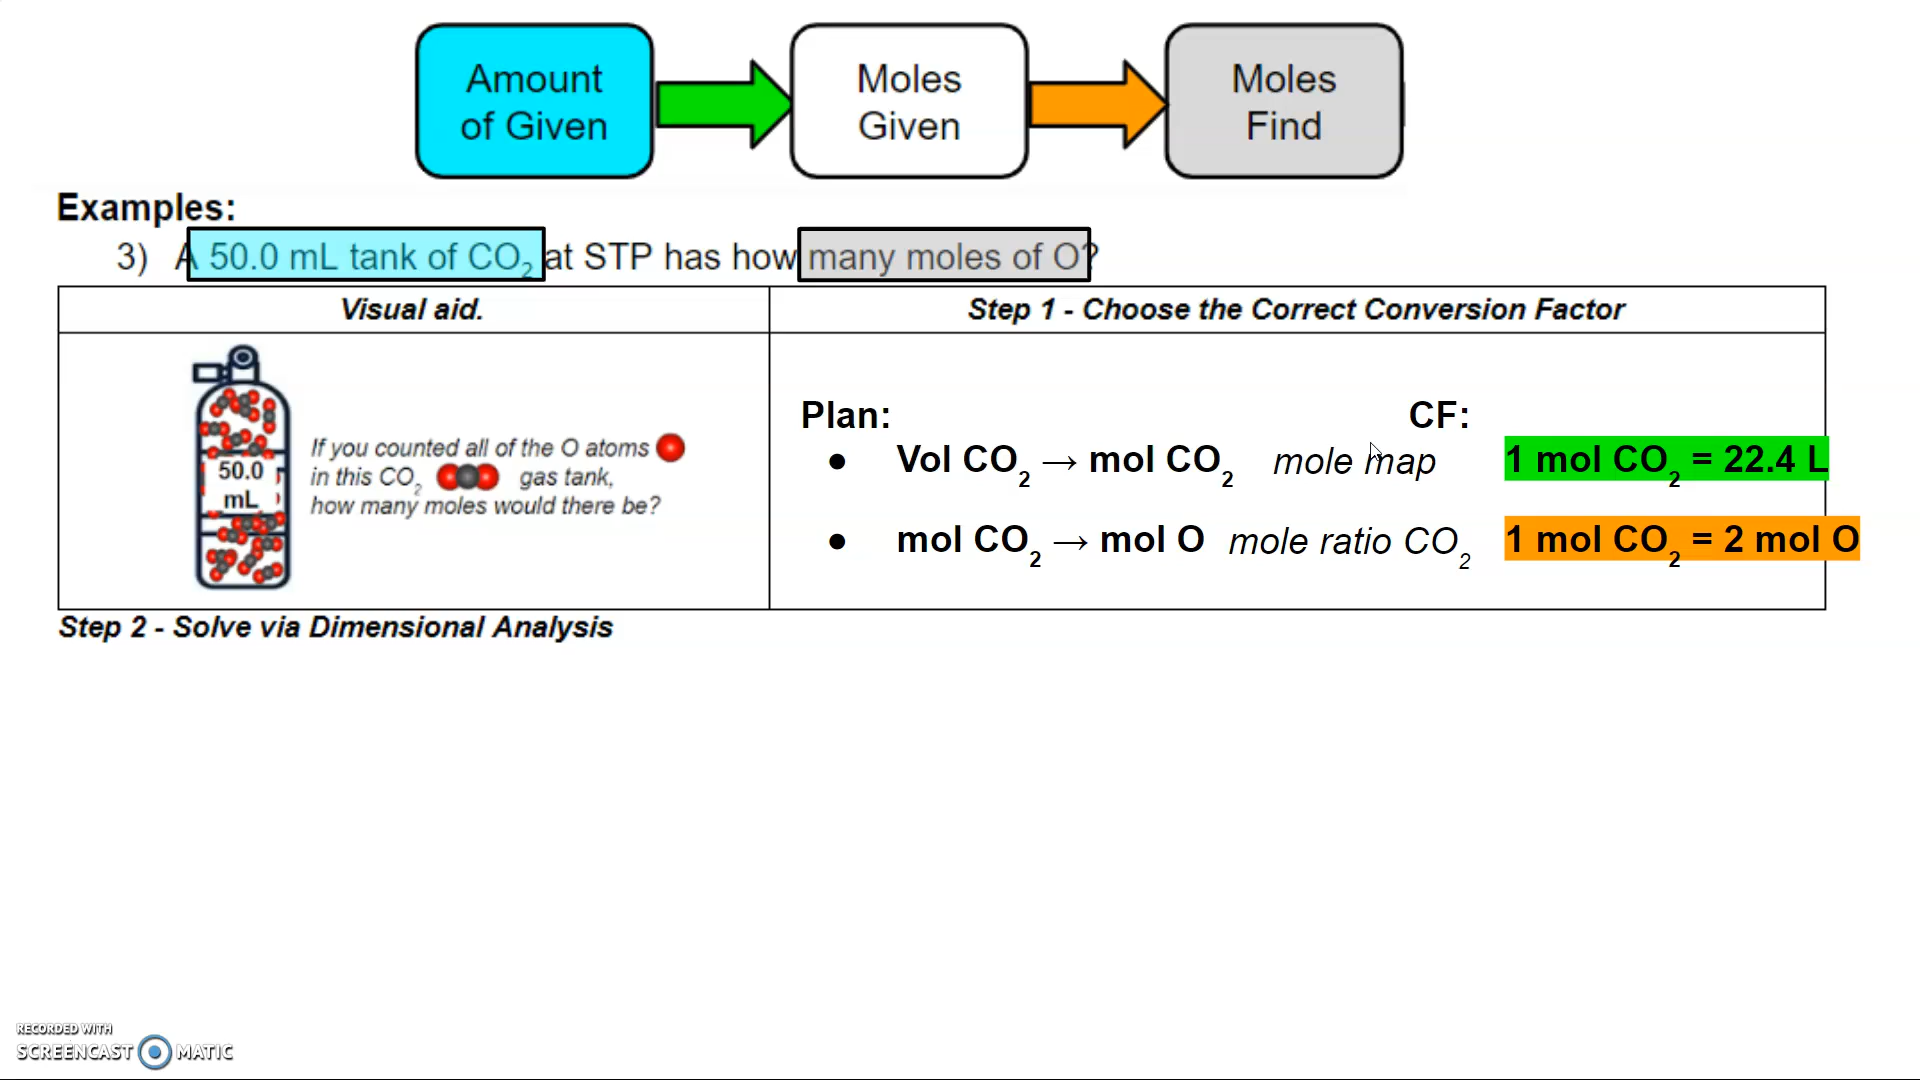 Amount of Given
Moles Given
Moles Find
Examples:
3) A 50.0 mL tank of CO₂ at STP has how many moles of O?
Visual aid.
Step 1 - Choose the Correct Conversion Factor
50.0 mL
If you counted all of the O atoms
in this CO₂ gas tank,
how many moles would there be?
Plan: CF:
● Vol CO₂ → mol CO₂ mole map 1 mol CO₂ = 22.4 L
● mol CO₂ → mol O mole ratio CO₂ 1 mol CO₂ = 2 mol O
Step 2 - Solve via Dimensional Analysis
RECORDED WITH
SCREENCAST MATIC